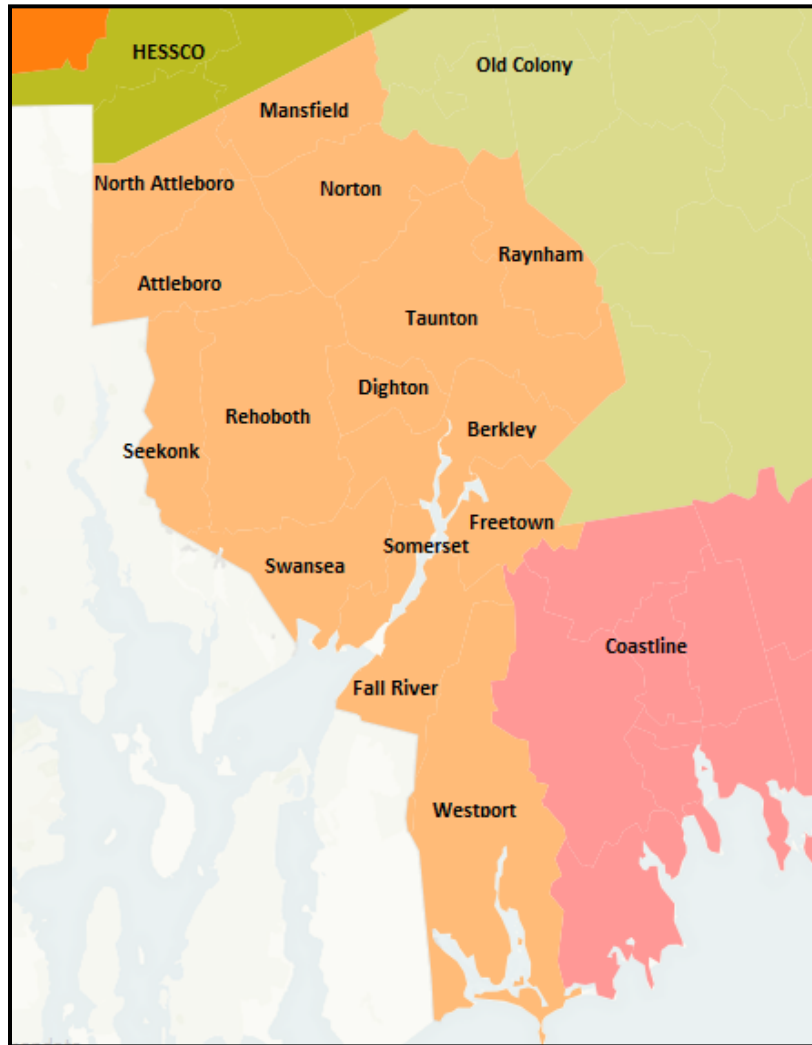 HESSCO
Old Colony
Mansfield
North Attleboro
Norton
Raynham
Attleboro
Taunton
Dighton
Rehoboth
Berkley
Seekonk
Freetown
Somerset
Swansea
Coastline
Fall River
Westport